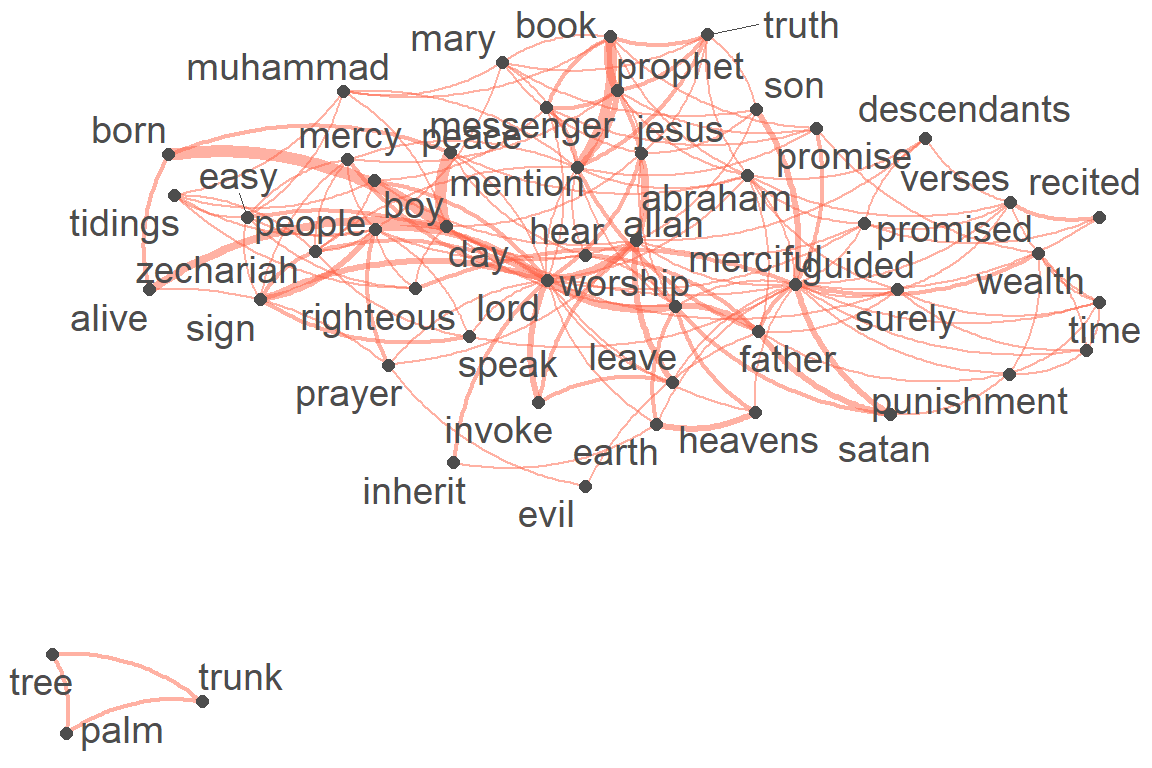 book
truth
mary
prophet
muhammad
son
descendants
born
mercy
peace
messenger
jesus
promise
easy
mention
verses
recited
abraham
tidings
people
boy
hear
allah
promised
day
zechariah
merciful
guided
worship
wealth
lord
alive
sign
righteous
surely
time
speak
leave
father
prayer
punishment
invoke
earth
heavens
satan
inherit
evil
tree
trunk
palm